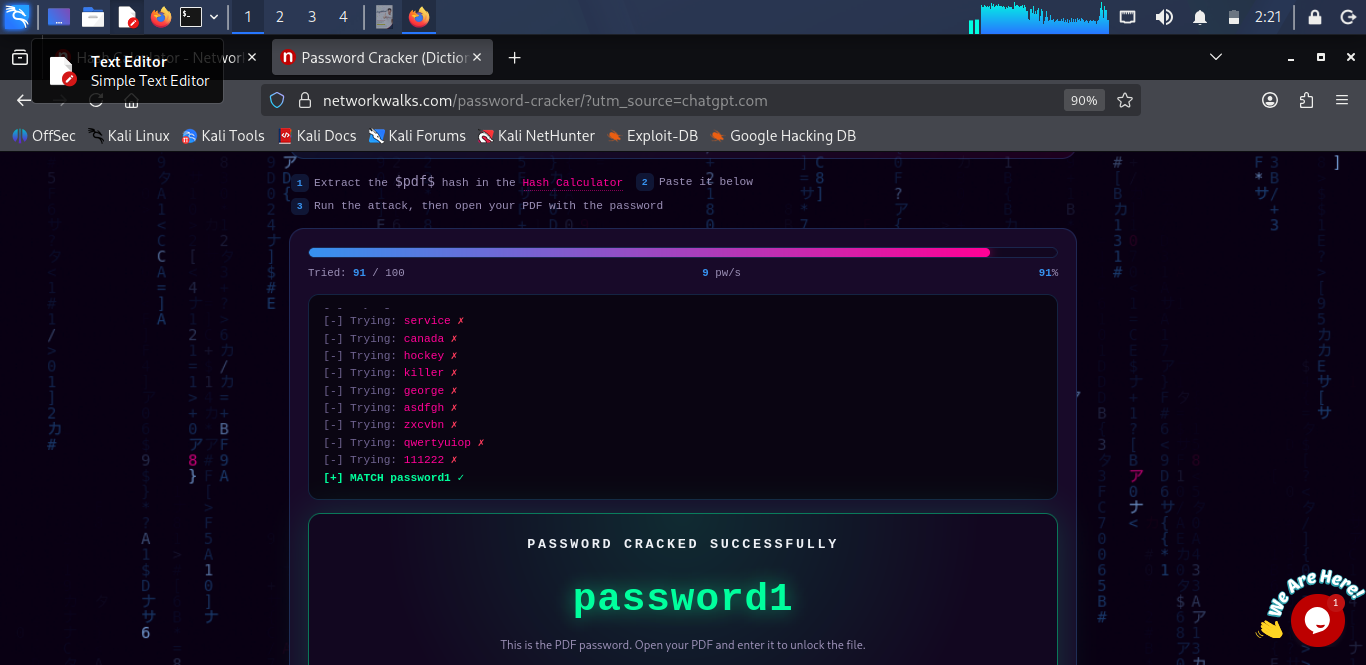 1 2 3 4 2:21
Hash Calculator - Networ
Password Cracker (Diction
Text Editor
Simple Text Editor
networkwalks.com/password-cracker/?utm_source=chatgpt.com
90%
OffSec Kali Linux Kali Tools Kali Docs Kali Forums Kali NetHunter Exploit-DB Google Hacking DB
1 Extract the $pdf$ hash in the Hash Calculator 2 Paste it below
3 Run the attack, then open your PDF with the password
Tried: 91 / 100 9 pw/s 91%
[-] Trying: service ✗
[-] Trying: canada ✗
[-] Trying: hockey ✗
[-] Trying: killer ✗
[-] Trying: george ✗
[-] Trying: asdfgh ✗
[-] Trying: zxcvbn ✗
[-] Trying: qwertyuiop ✗
[-] Trying: 111222 ✗
[+] MATCH password1 ✓
PASSWORD CRACKED SUCCESSFULLY
password1
This is the PDF password. Open your PDF and enter it to unlock the file.
We Are Here!
1